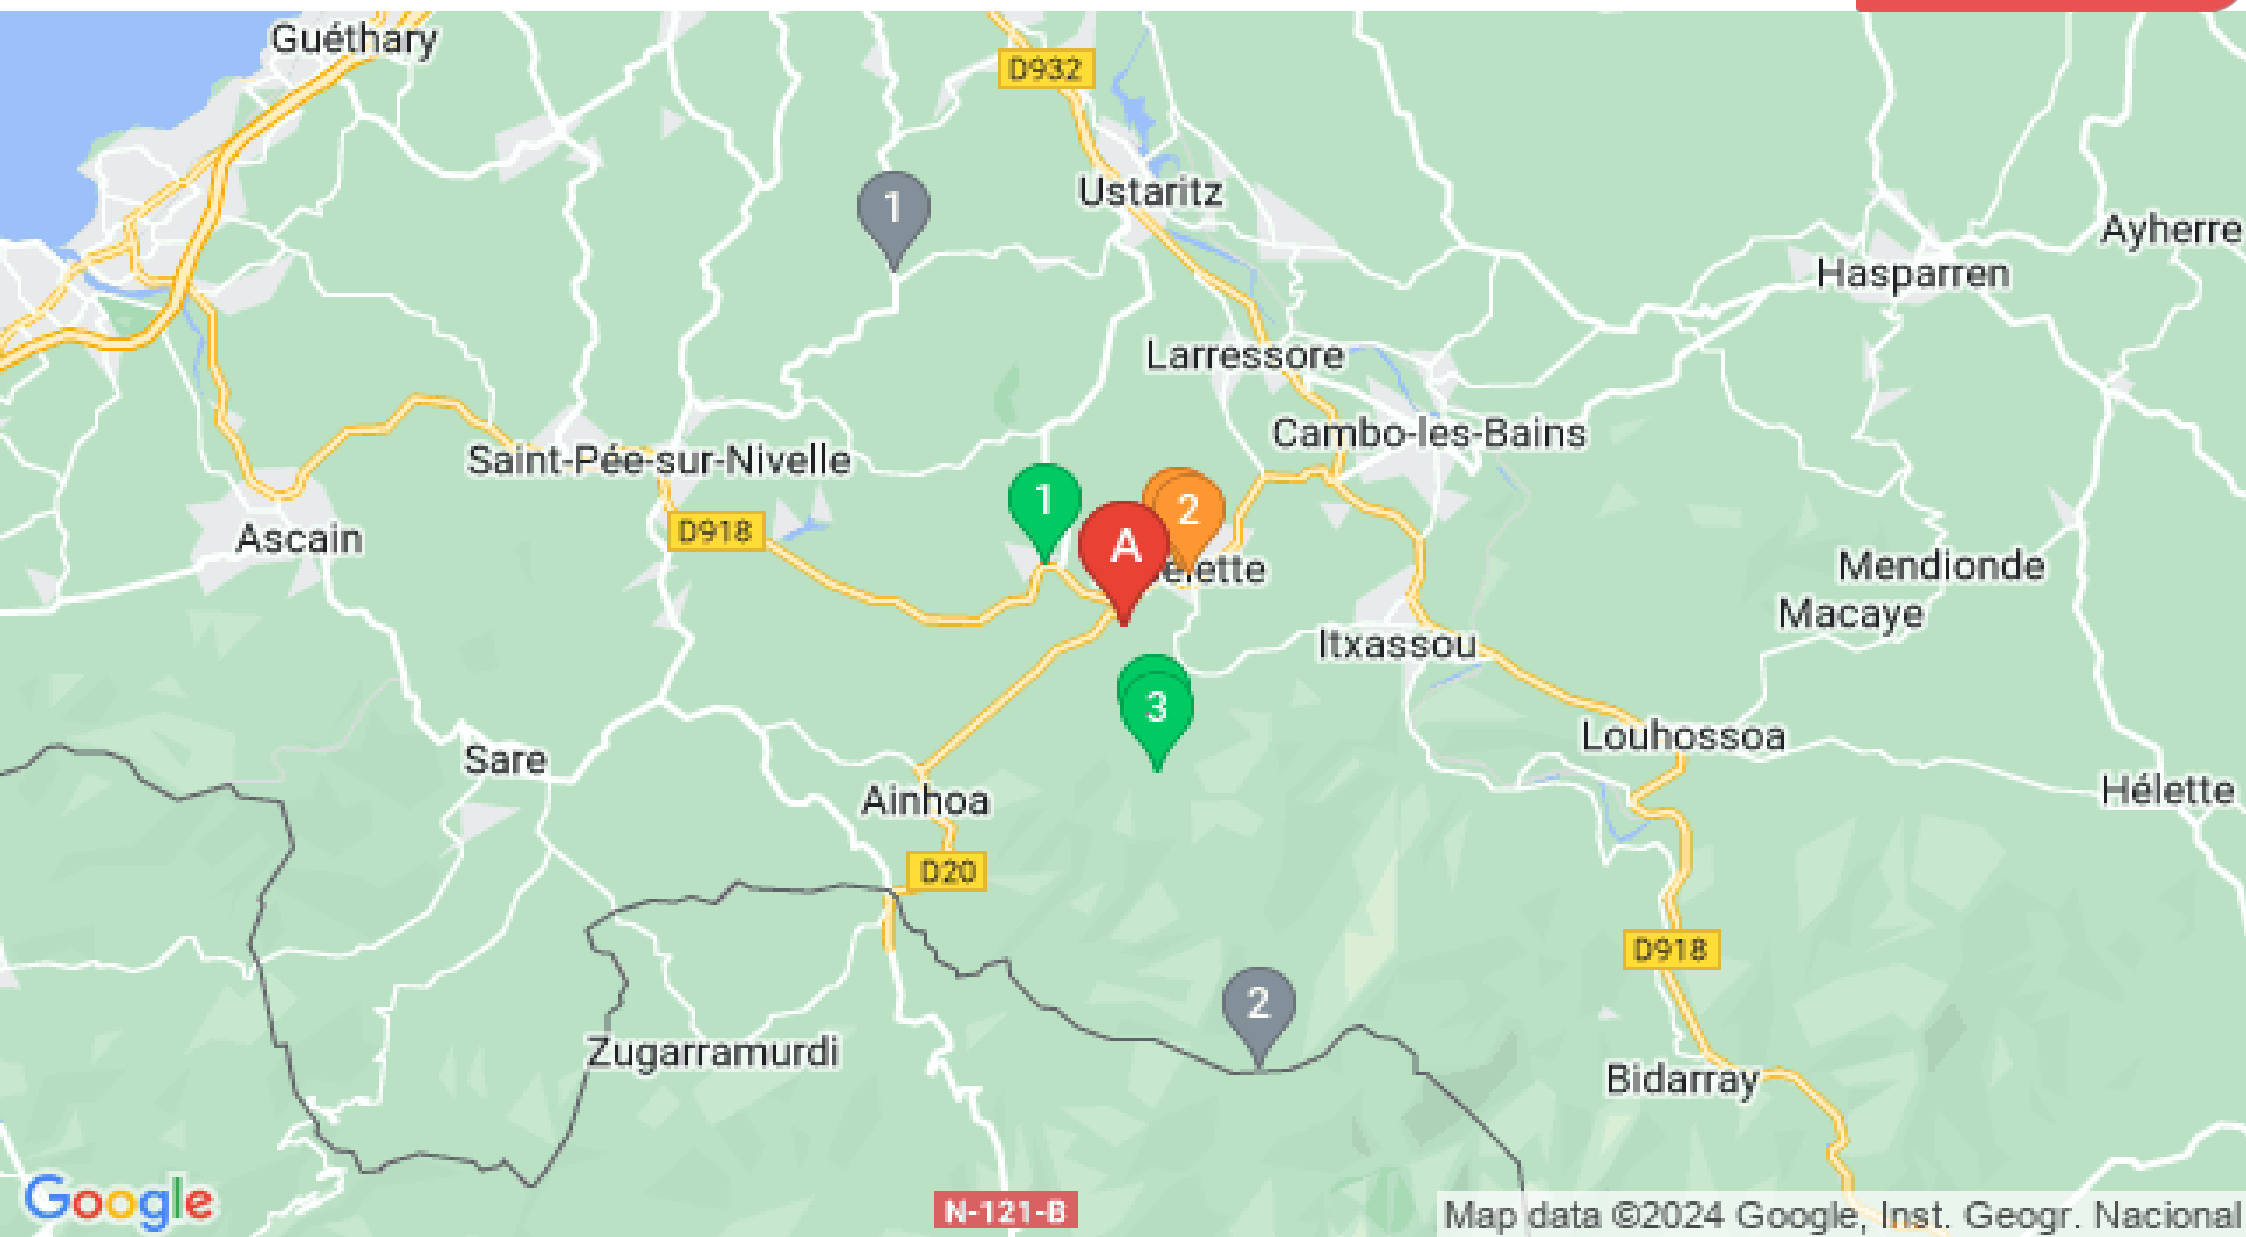 Guéthary
D932
Ustaritz
1
Ayherre
Hasparren
Larressore
Cambo-les-Bains
Saint-Pée-sur-Nivelle
1
2
D918
Ascain
A
elette
Mendionde
Macaye
Itxassou
3
Louhossoa
Sare
Ainhoa
Hélette
D20
D918
2
Zugarramurdi
Bidarray
Google
N-121-B
Map data ©2024 Google, Inst. Geogr. Nacional